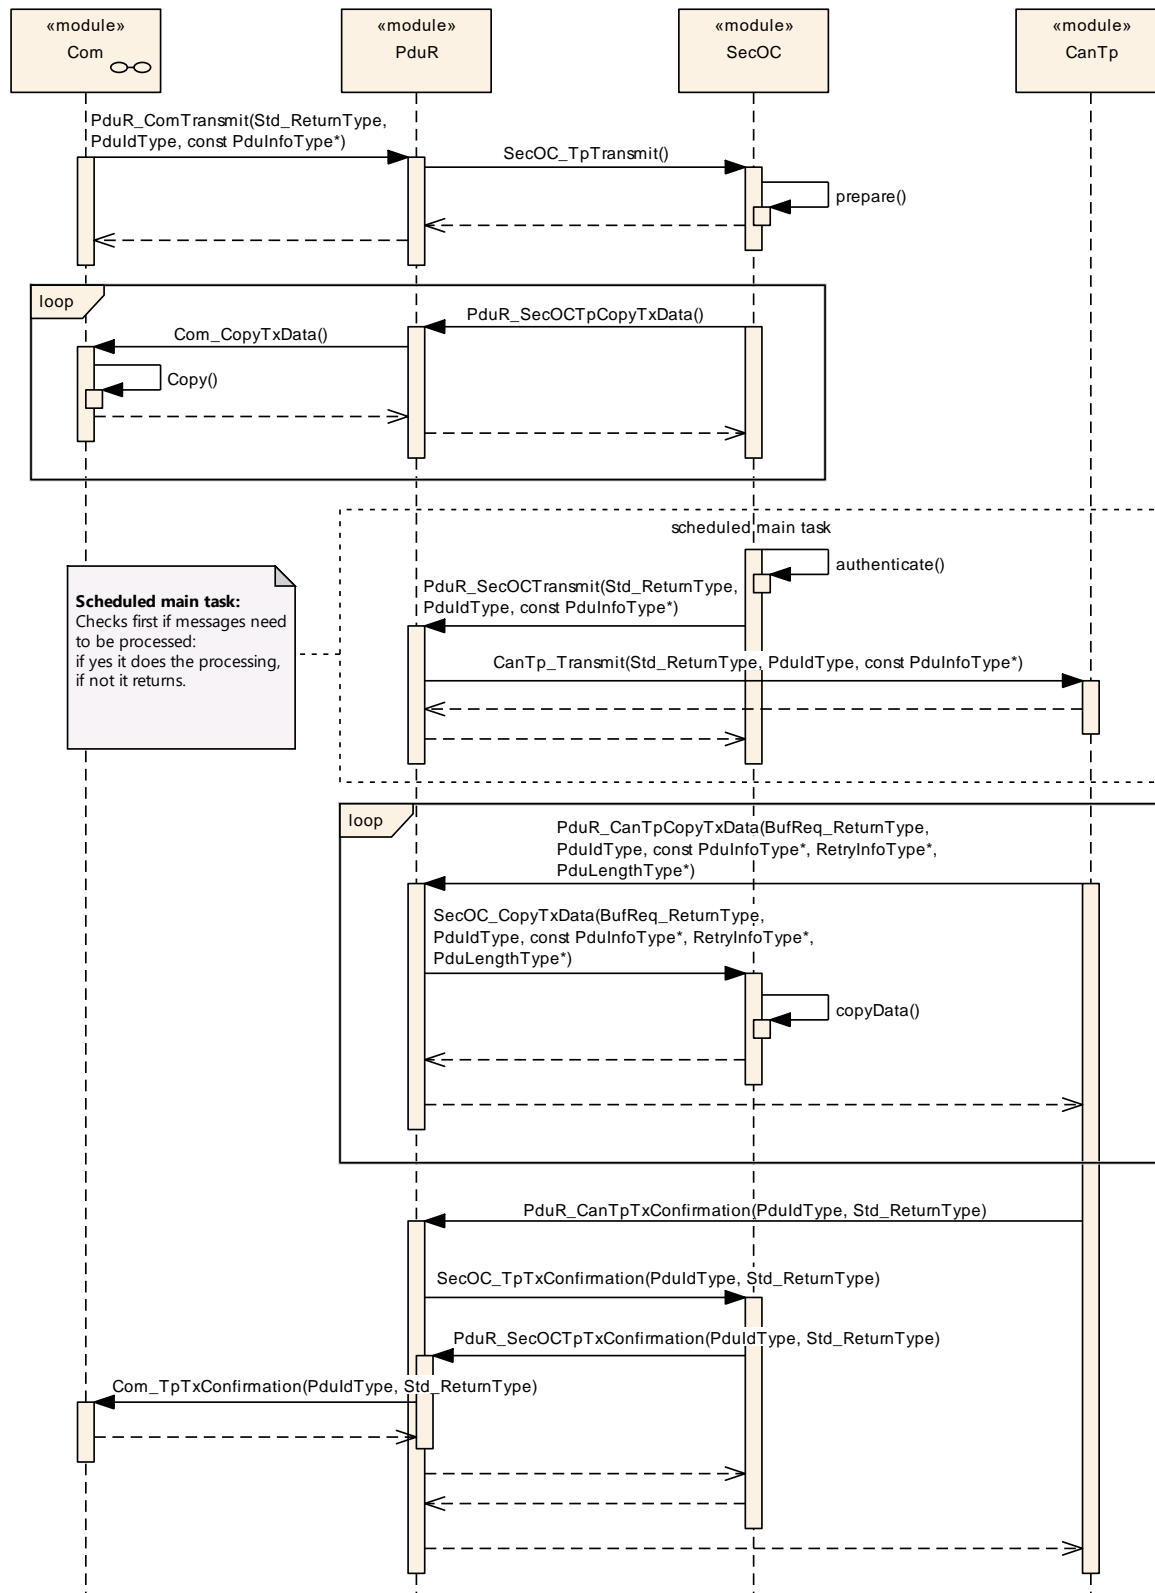 «module»
Com
«module»
PduR
«module»
SecOC
«module»
CanTp
PduR_ComTransmit(Std_ReturnType,
PduIdType, const PduInfoType*)
SecOC_TpTransmit()
prepare()
loop
PduR_SecOCTpCopyTxData()
Com_CopyTxData()
Copy()
scheduled main task
authenticate()
Scheduled main task:
Checks first if messages need
to be processed:
if yes it does the processing,
if not it returns.
PduR_SecOCTransmit(Std_ReturnType,
PduIdType, const PduInfoType*)
CanTp_Transmit(Std_ReturnType, PduIdType, const PduInfoType*)
loop
PduR_CanTpCopyTxData(BufReq_ReturnType,
PduIdType, const PduInfoType*, RetryInfoType*,
PduLengthType*)
SecOC_CopyTxData(BufReq_ReturnType,
PduIdType, const PduInfoType*, RetryInfoType*,
PduLengthType*)
copyData()
PduR_CanTpTxConfirmation(PduIdType, Std_ReturnType)
SecOC_TpTxConfirmation(PduIdType, Std_ReturnType)
PduR_SecOCTpTxConfirmation(PduIdType, Std_ReturnType)
Com_TpTxConfirmation(PduIdType, Std_ReturnType)